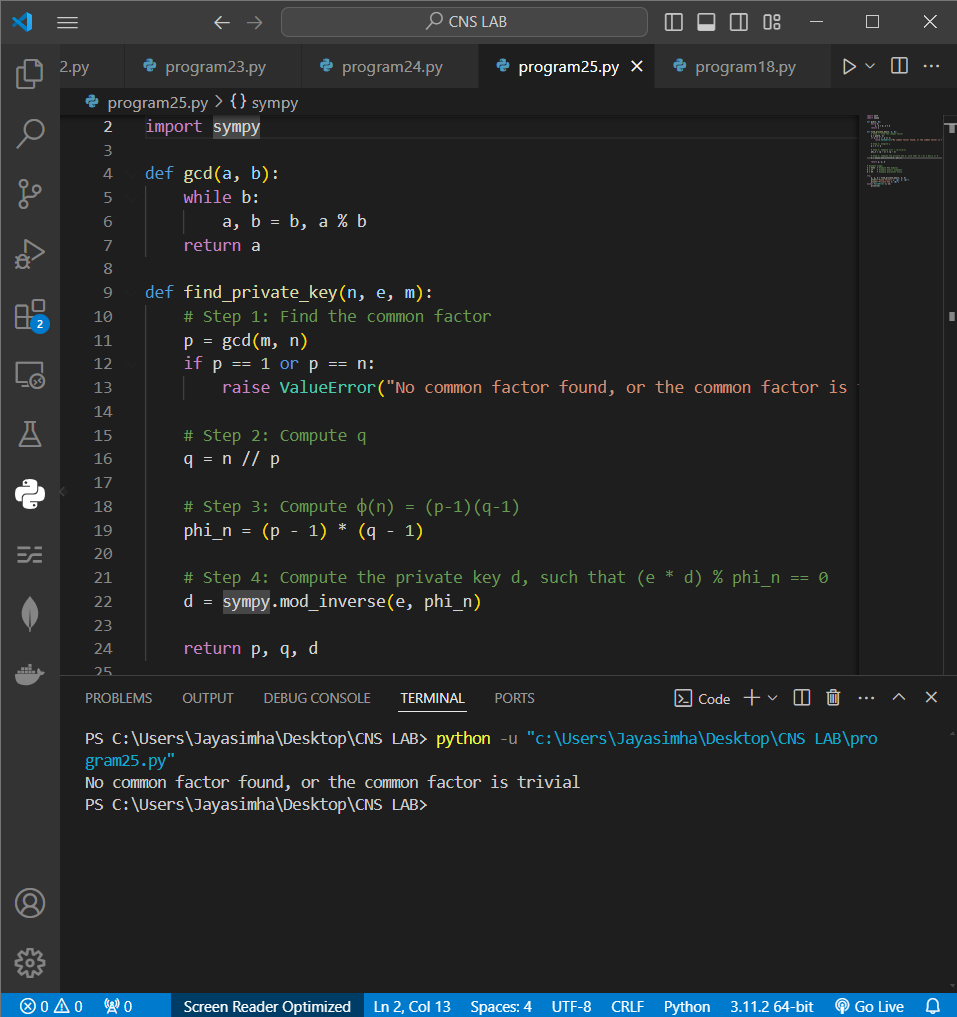 CNS LAB
2.py program23.py program24.py program25.py program18.py
program25.py > {} sympy
2 import sympy
3
4 def gcd(a, b):
5 while b:
6 a, b = b, a % b
7 return a
8
9 def find_private_key(n, e, m):
10 # Step 1: Find the common factor
11 p = gcd(m, n)
12 if p == 1 or p == n:
13 raise ValueError("No common factor found, or the common factor is
14
15 # Step 2: Compute q
16 q = n // p
17
18 # Step 3: Compute ϕ(n) = (p-1)(q-1)
19 phi_n = (p - 1) * (q - 1)
20
21 # Step 4: Compute the private key d, such that (e * d) % phi_n == 0
22 d = sympy.mod_inverse(e, phi_n)
23
24 return p, q, d
25
2
PROBLEMS OUTPUT DEBUG CONSOLE TERMINAL PORTS Code
PS C:\Users\Jayasimha\Desktop\CNS LAB> python -u "c:\Users\Jayasimha\Desktop\CNS LAB\pro
gram25.py"
No common factor found, or the common factor is trivial
PS C:\Users\Jayasimha\Desktop\CNS LAB>
0 0 0 Screen Reader Optimized Ln 2, Col 13 Spaces: 4 UTF-8 CRLF Python 3.11.2 64-bit Go Live